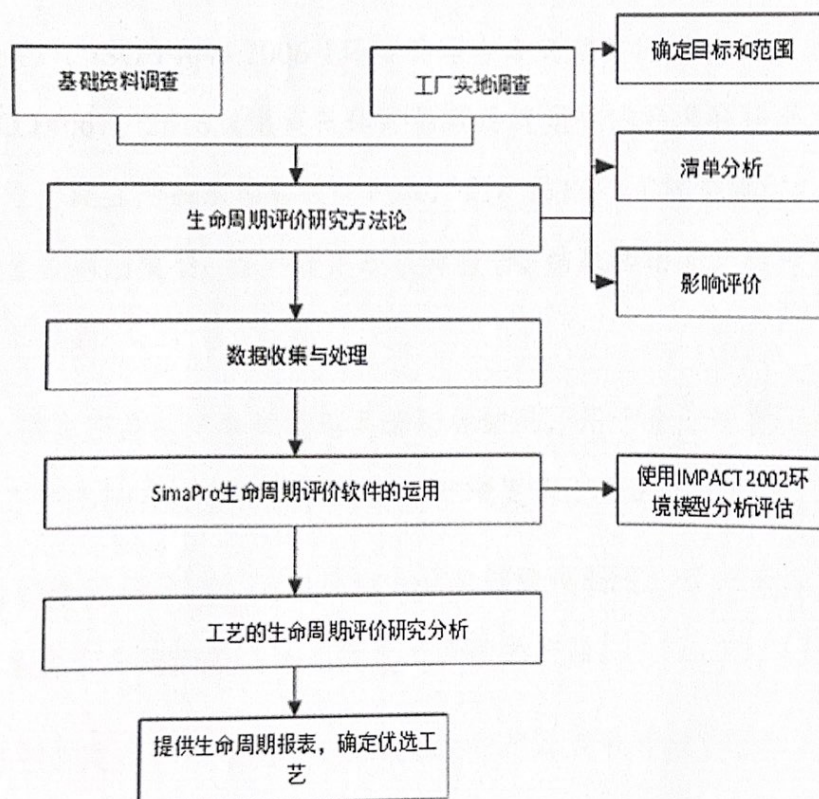 基础资料调查
工厂实地调查
确定目标和范围
清单分析
生命周期评价研究方法论
影响评价
数据收集与处理
SimaPro生命周期评价软件的运用
使用IMPACT2002环
境模型分析评估
工艺的生命周期评价研究分析
提供生命周期报表，确定优选工
艺